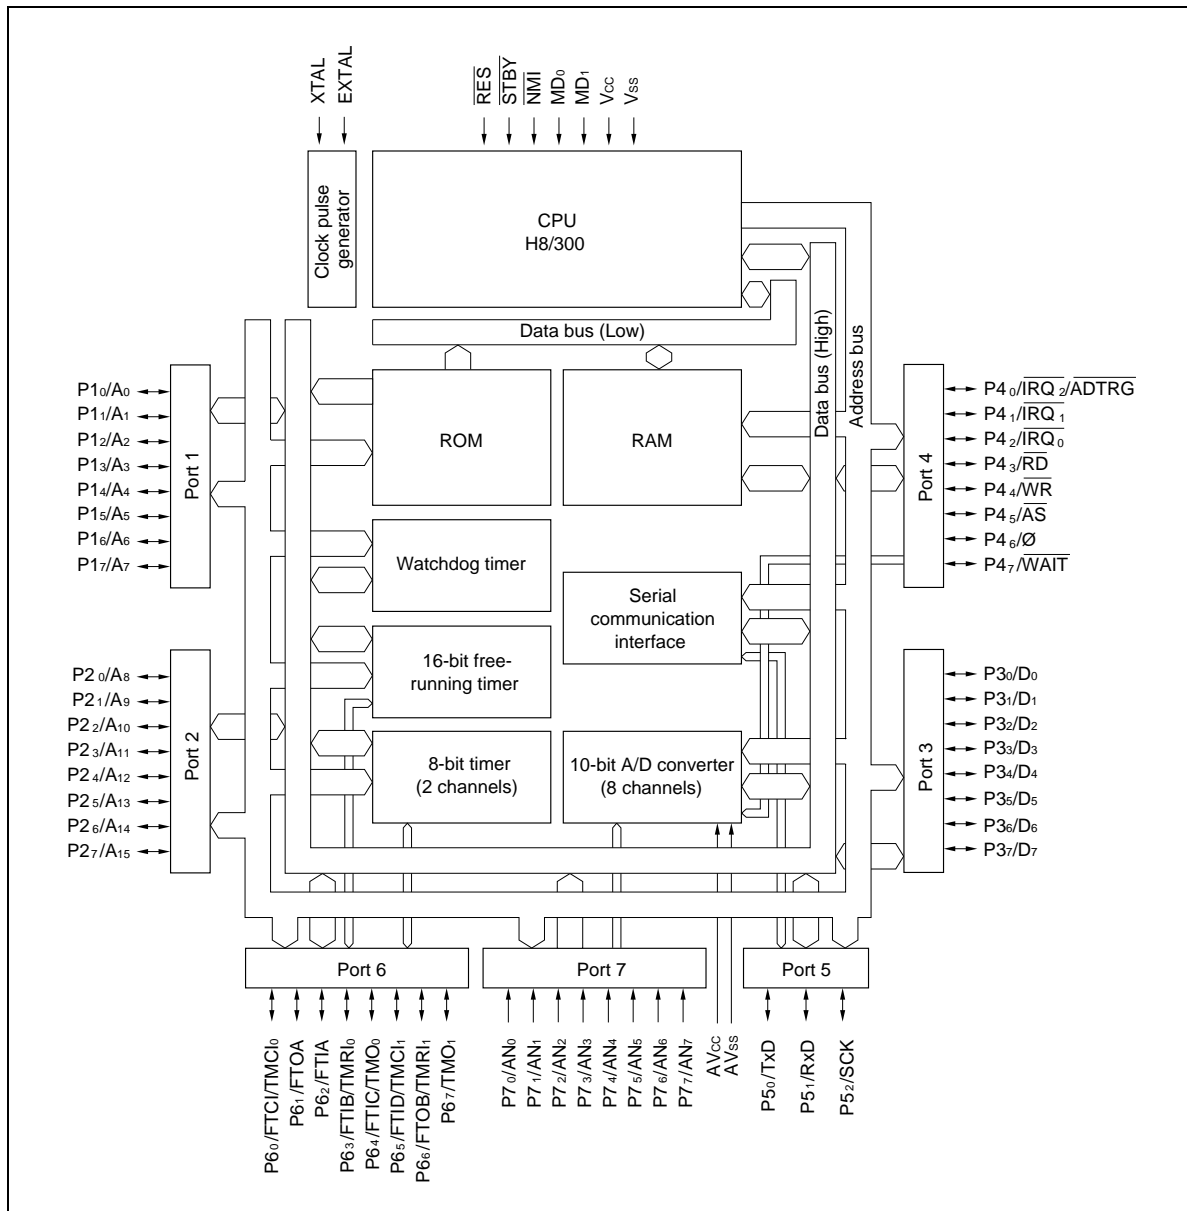 XTAL
EXTAL
RES
STBY
NMI
MD0
MD1
VCC
VSS
Clock pulse
generator
CPU
H8/300
Data bus (Low)
Data bus (High)
Address bus
P10/A0
P11/A1
P12/A2
P13/A3
P14/A4
P15/A5
P16/A6
P17/A7
Port 1
ROM
RAM
Port 4
P40/IRQ2/ADTRG
P41/IRQ1
P42/IRQ0
P43/RD
P44/WR
P45/AS
P46/Ø
P47/WAIT
Watchdog timer
Serial
communication
interface
16-bit free-
running timer
P20/A8
P21/A9
P22/A10
P23/A11
P24/A12
P25/A13
P26/A14
P27/A15
Port 2
8-bit timer
(2 channels)
10-bit A/D converter
(8 channels)
Port 3
P30/D0
P31/D1
P32/D2
P33/D3
P34/D4
P35/D5
P36/D6
P37/D7
Port 6
Port 7
Port 5
P60/FTCI/TMCI0
P61/FTOA
P62/FTIA
P63/FTIB/TMRI0
P64/FTIC/TMO0
P65/FTID/TMCI1
P66/FTOB/TMRI1
P67/TMO1
P70/AN0
P71/AN1
P72/AN2
P73/AN3
P74/AN4
P75/AN5
P76/AN6
P77/AN7
AVCC
AVSS
P50/TxD
P51/RxD
P52/SCK